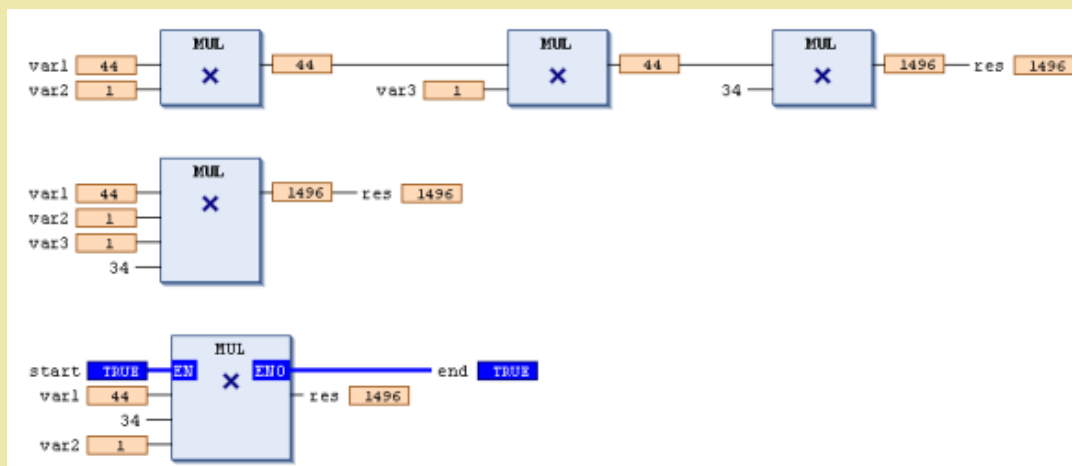 MUL MUL MUL
var1 44 44 44 1496 res 1496
var2 1 var3 1 34
MUL
var1 44 1496 res 1496
var2 1
var3 1
34
MUL
start TRUE EN ENO end TRUE
var1 44 res 1496
34
var2 1